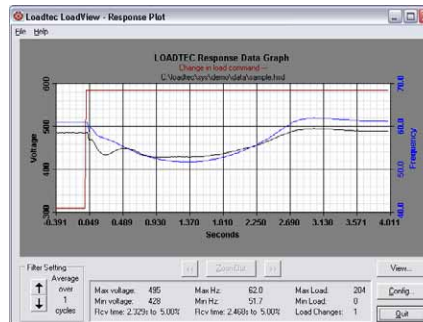 Loadtec LoadView - Response Plot
File Help
LOADTEC Response Data Graph
Change in load command ---
C:\loadtec\sys\demo\data\sample.hsd
600
500
400
300
Voltage
70.0
60.0
50.0
40.0
Frequency
-0.391 0.049 0.489 0.930 1.370 1.810 2.250 2.690 3.130 3.571 4.011
Seconds
Filter Setting
Average
over
1
cycles
<< ZoomOut >>
Max voltage: 495 Max Hz: 62.0 Max Load: 204
Min voltage: 428 Min Hz: 51.7 Min Load: 0
Rcv time: 2.329s to 5.00% Rcv time: 2.468s to 5.00% Load Changes: 1
View...
Config...
Quit